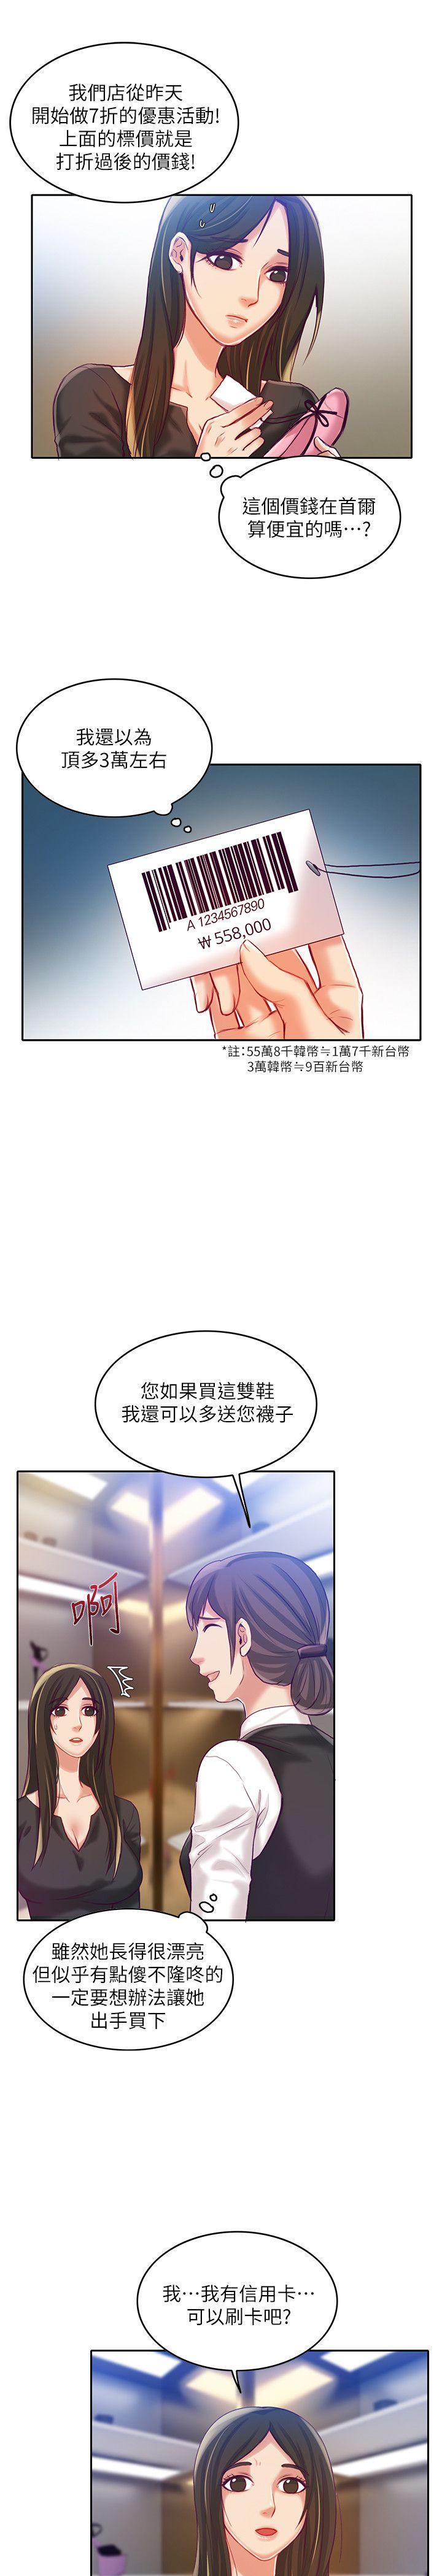 我們店從昨天
開始做7折的優惠活動!
上面的標價就是
打折過後的價錢!
這個價錢在首爾
算便宜的嗎⋯?
我還以為
頂多3萬左右
A 1234567890
₩ 558,000
*註：55萬8千韓幣≒1萬7千新台幣
3萬韓幣≒9百新台幣
您如果買這雙鞋
我還可以多送您襪子
啊
雖然她長得很漂亮
但似乎有點傻不隆咚的
一定要想辦法讓她
出手買下
我⋯我有信用卡⋯
可以刷卡吧?